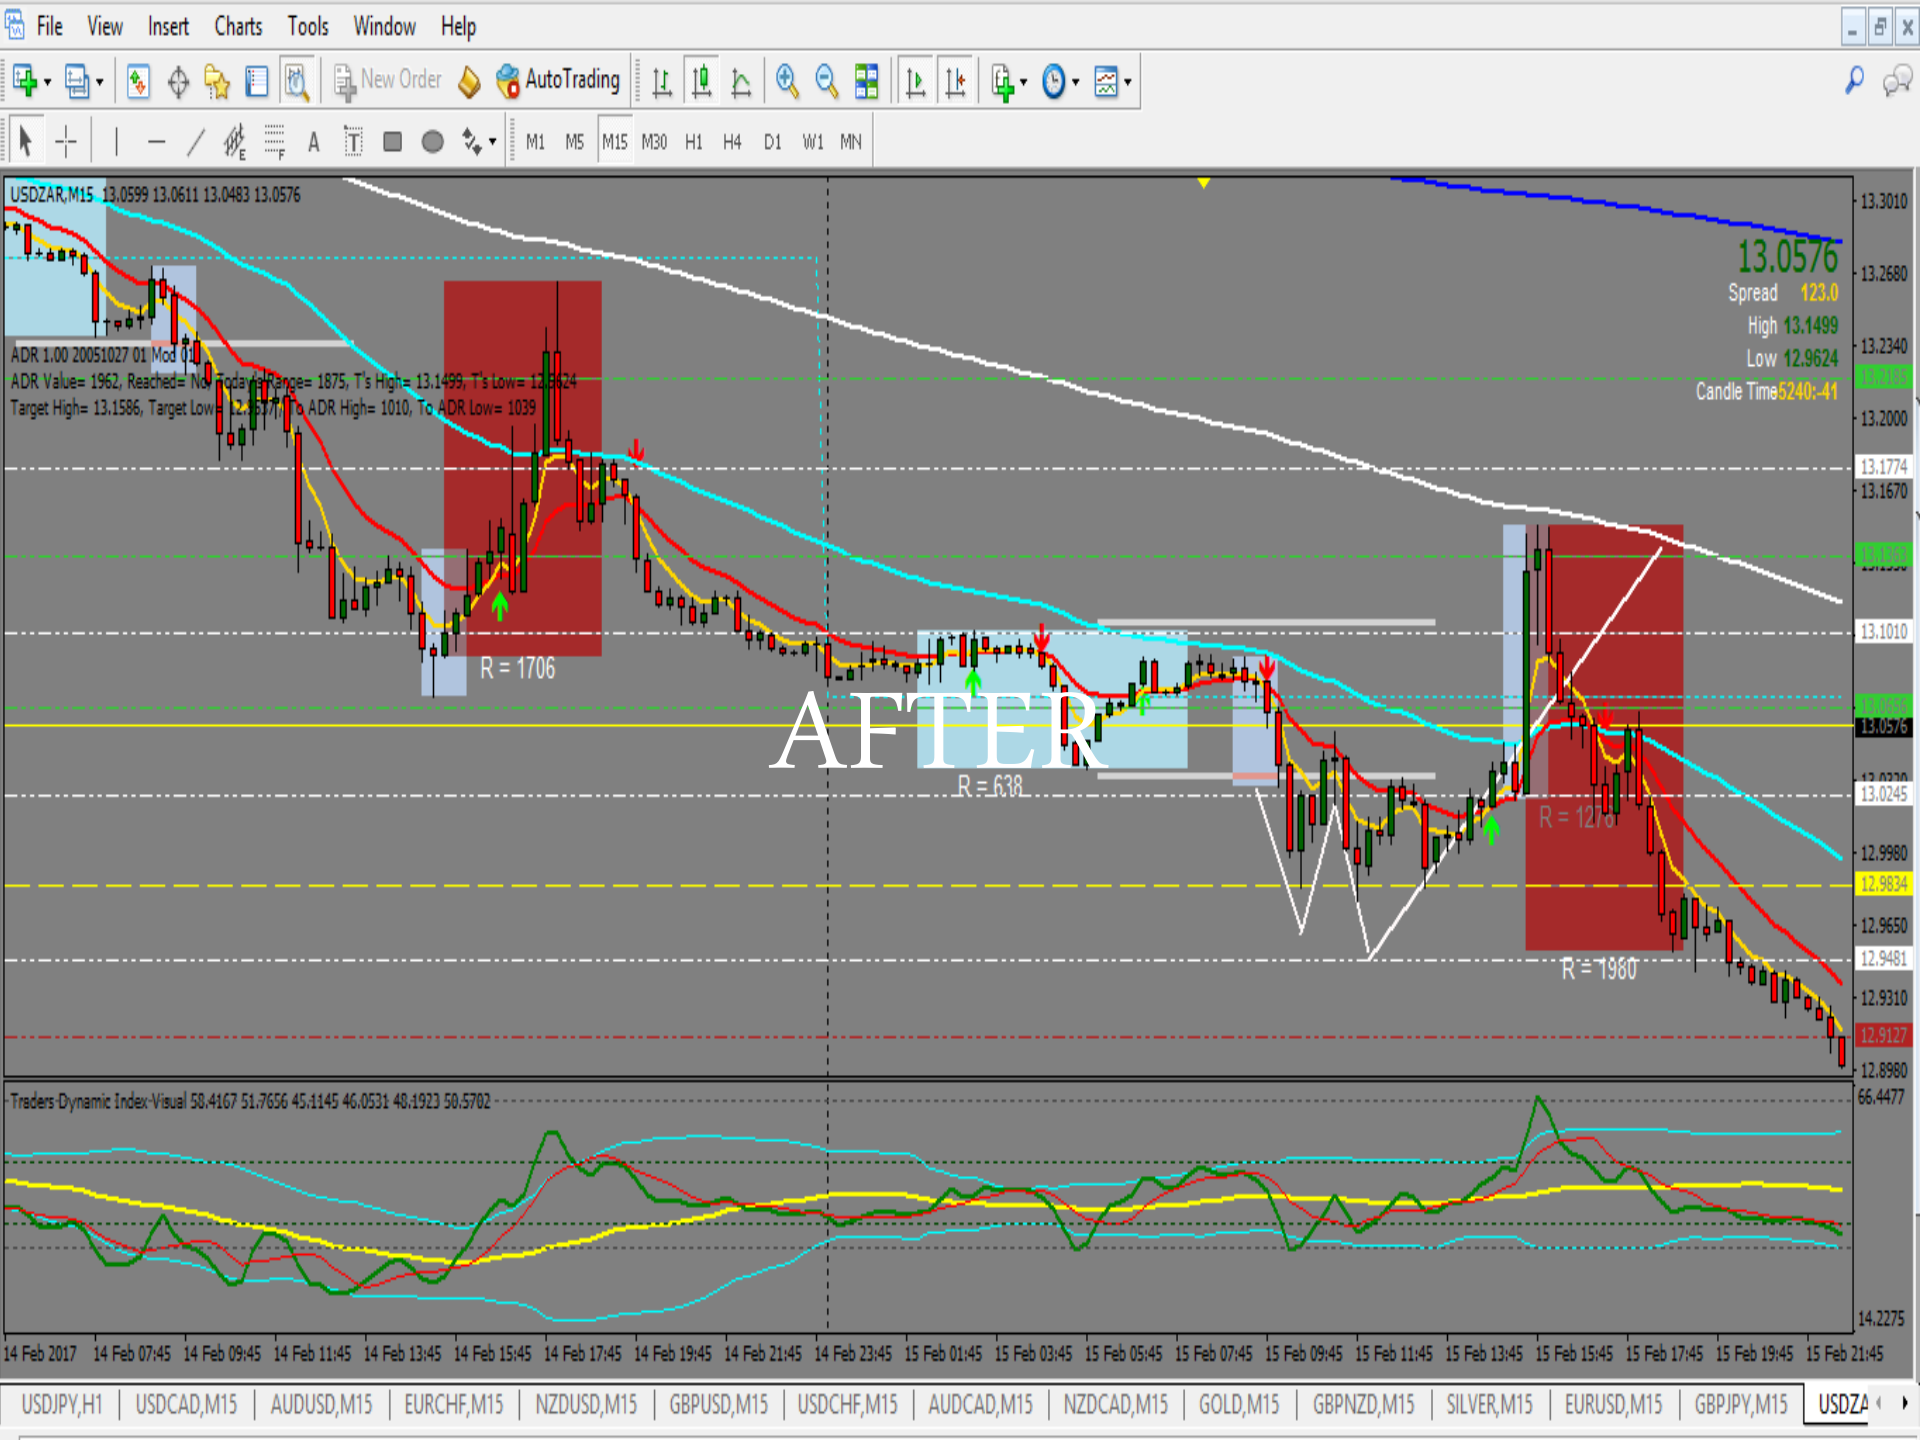 File View Insert Charts Tools Window Help
New Order AutoTrading
E F A T M1 M5 M15 M30 H1 H4 D1 W1 MN
USDZAR,M15 13.0599 13.0611 13.0483 13.0576
13.3010
13.0576
13.2680
Spread 123.0
High 13.1499
13.2340
ADR 1.00 20051027 01 Mod 01
Low 12.9624
ADR Value= 1962, Reached= No, Today's Range= 1875, T's High= 13.1499, T's Low= 12.9624
13.2185
Candle Time -5240:-41
Target High= 13.1586, Target Low= 12.9537, To ADR High= 1010, To ADR Low= 1039
13.2000
13.1774
13.1670
13.1010
R = 1706
AFTER
13.0576
R = 638
13.0245
R = 1276
12.9980
12.9834
12.9650
12.9481
R = 1980
12.9310
12.9127
12.8980
Traders Dynamic Index Visual 58.4167 51.7656 45.1145 46.0531 48.1923 50.5702
66.4477
14.2275
14 Feb 2017 14 Feb 07:45 14 Feb 09:45 14 Feb 11:45 14 Feb 13:45 14 Feb 15:45 14 Feb 17:45 14 Feb 19:45 14 Feb 21:45 14 Feb 23:45 15 Feb 01:45 15 Feb 03:45 15 Feb 05:45 15 Feb 07:45 15 Feb 09:45 15 Feb 11:45 15 Feb 13:45 15 Feb 15:45 15 Feb 17:45 15 Feb 19:45 15 Feb 21:45
USDJPY,H1 USDCAD,M15 AUDUSD,M15 EURCHF,M15 NZDUSD,M15 GBPUSD,M15 USDCHF,M15 AUDCAD,M15 NZDCAD,M15 GOLD,M15 GBPNZD,M15 SILVER,M15 EURUSD,M15 GBPJPY,M15 USDZA